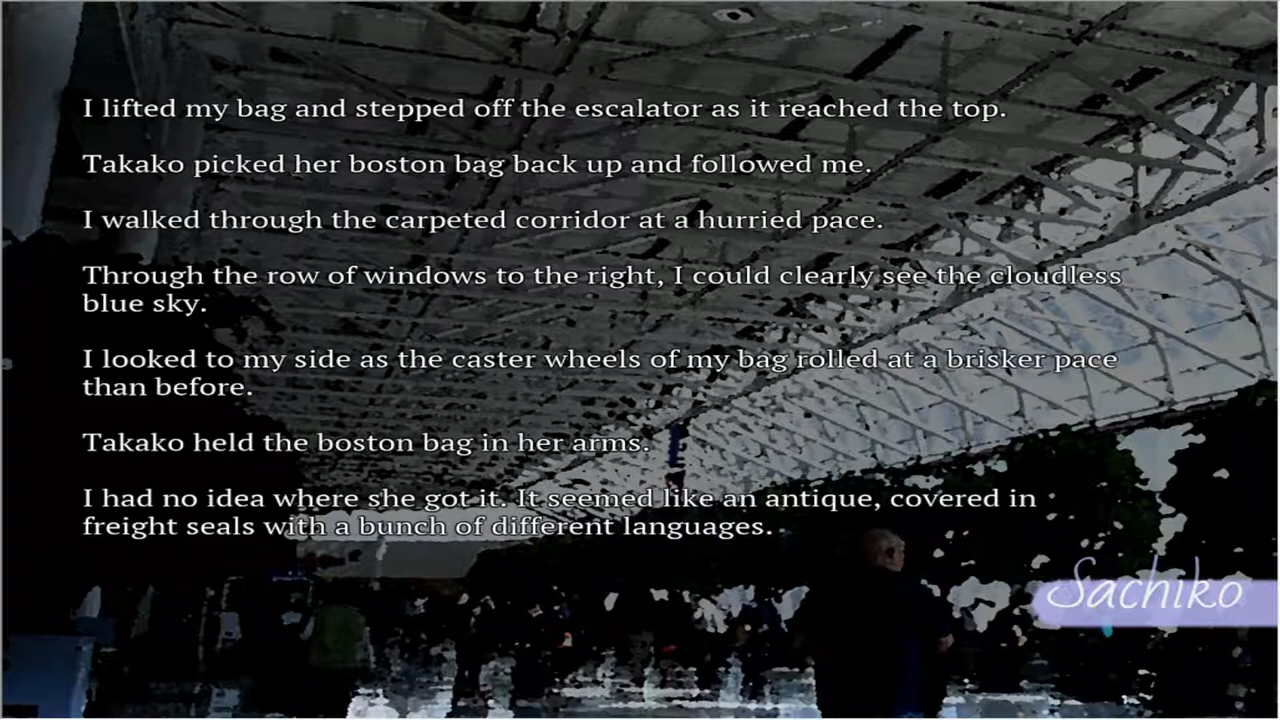 I lifted my bag and stepped off the escalator as it reached the top.
Takako picked her boston bag back up and followed me.
I walked through the carpeted corridor at a hurried pace.
Through the row of windows to the right, I could clearly see the cloudless
blue sky.
I looked to my side as the caster wheels of my bag rolled at a brisker pace
than before.
Takako held the boston bag in her arms.
I had no idea where she got it. It seemed like an antique, covered in
freight seals with a bunch of different languages.
Sachiko